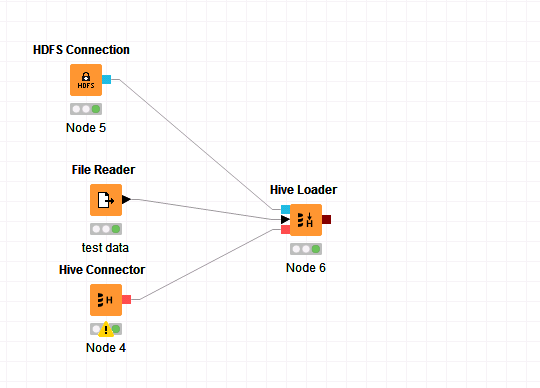 HDFS Connection
HDFS
Node 5
File Reader
test data
Hive Loader
H
Node 6
Hive Connector
H
Node 4